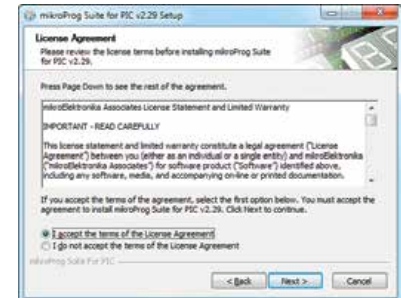 mikroProg Suite for PIC v2.29 Setup
License Agreement
Please review the license terms before installing mikroProg Suite
for PIC v2.29.
Press Page Down to see the rest of the agreement.
mikroElektronika Associates License Statement and Limited Warranty
IMPORTANT - READ CAREFULLY
This license statement and limited warranty constitute a legal agreement ("License
Agreement") between you (either as an individual or a single entity) and mikroElektronika
("mikroElektronika Associates") for software product ("Software") identified above,
including any software, media, and accompanying on-line or printed documentation.
If you accept the terms of the agreement, select the first option below. You must accept the
agreement to install mikroProg Suite for PIC v2.29. Click Next to continue.
I accept the terms of the License Agreement
I do not accept the terms of the License Agreement
mikroProg Suite For PIC
< Back Next > Cancel